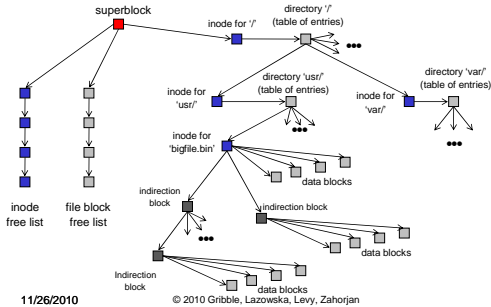 superblock
inode for '/'
directory '/'
(table of entries)
inode for
'usr/'
directory 'usr/'
(table of entries)
inode for
'var/'
directory 'var/'
(table of entries)
inode for
'bigfile.bin'
data blocks
inode
free list
file block
free list
indirection
block
indirection block
data blocks
Indirection
block
data blocks
11/26/2010
© 2010 Gribble, Lazowska, Levy, Zahorjan